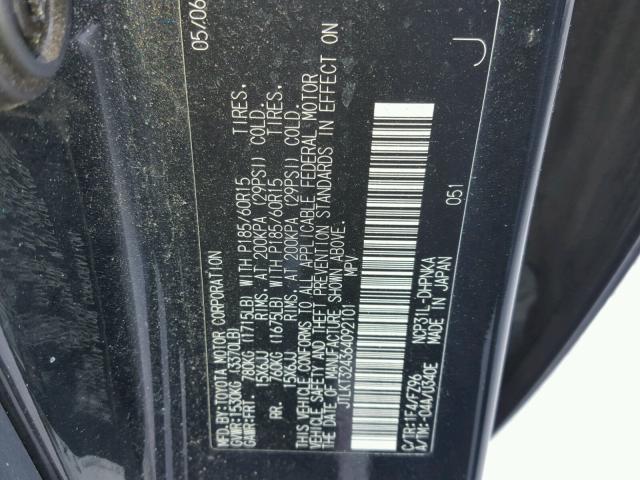 MFD. BY: TOYOTA MOTOR CORPORATION 05/06
GVWR: 1530KG (3370LB)
GAWR: FRT. 780KG (1715LB) WITH P185/60R15 TIRES.
15X6JJ RIMS. AT 200KPA (29PSI) COLD.
RR. 760KG (1675LB) WITH P185/60R15 TIRES.
15X6JJ RIMS. AT 200KPA (29PSI) COLD.
THIS VEHICLE CONFORMS TO ALL APPLICABLE FEDERAL MOTOR
VEHICLE SAFETY AND THEFT PREVENTION STANDARDS IN EFFECT ON
THE DATE OF MANUFACTURE SHOWN ABOVE.
JTLKT324364092101 MPV
051 J
C/TR: 1F4/FZ96 NCP31L-DHPNKA
A/TM: -04A/U340E MADE IN JAPAN